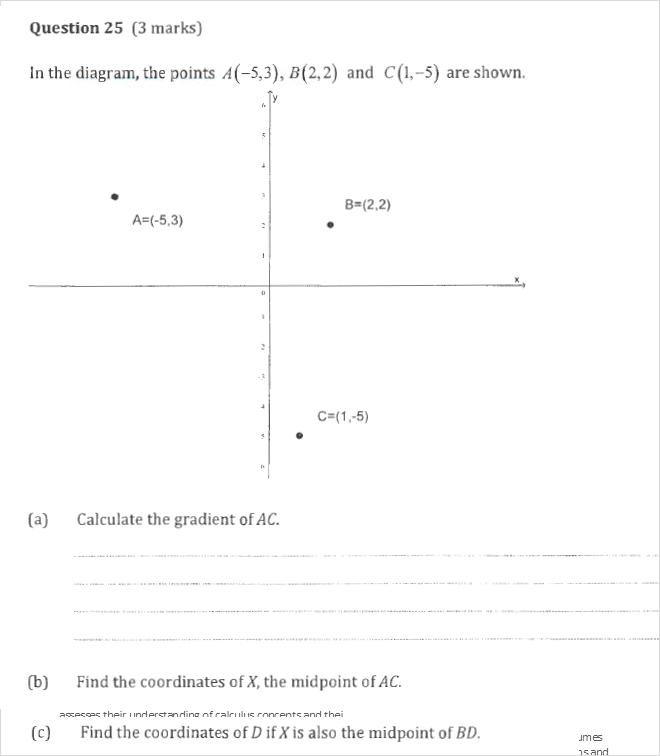 Question 25 (3 marks)
In the diagram, the points A(−5,3), B(2,2) and C(1,−5) are shown.
y
6
5
4
3
B=(2,2)
A=(-5,3)
2
1
x
0
1
2
-3
4
C=(1,-5)
5
6
(a) Calculate the gradient of AC.
(b) Find the coordinates of X, the midpoint of AC.
assesses their understanding of calculus concepts and thei
(c) Find the coordinates of D if X is also the midpoint of BD.
umes
ns and